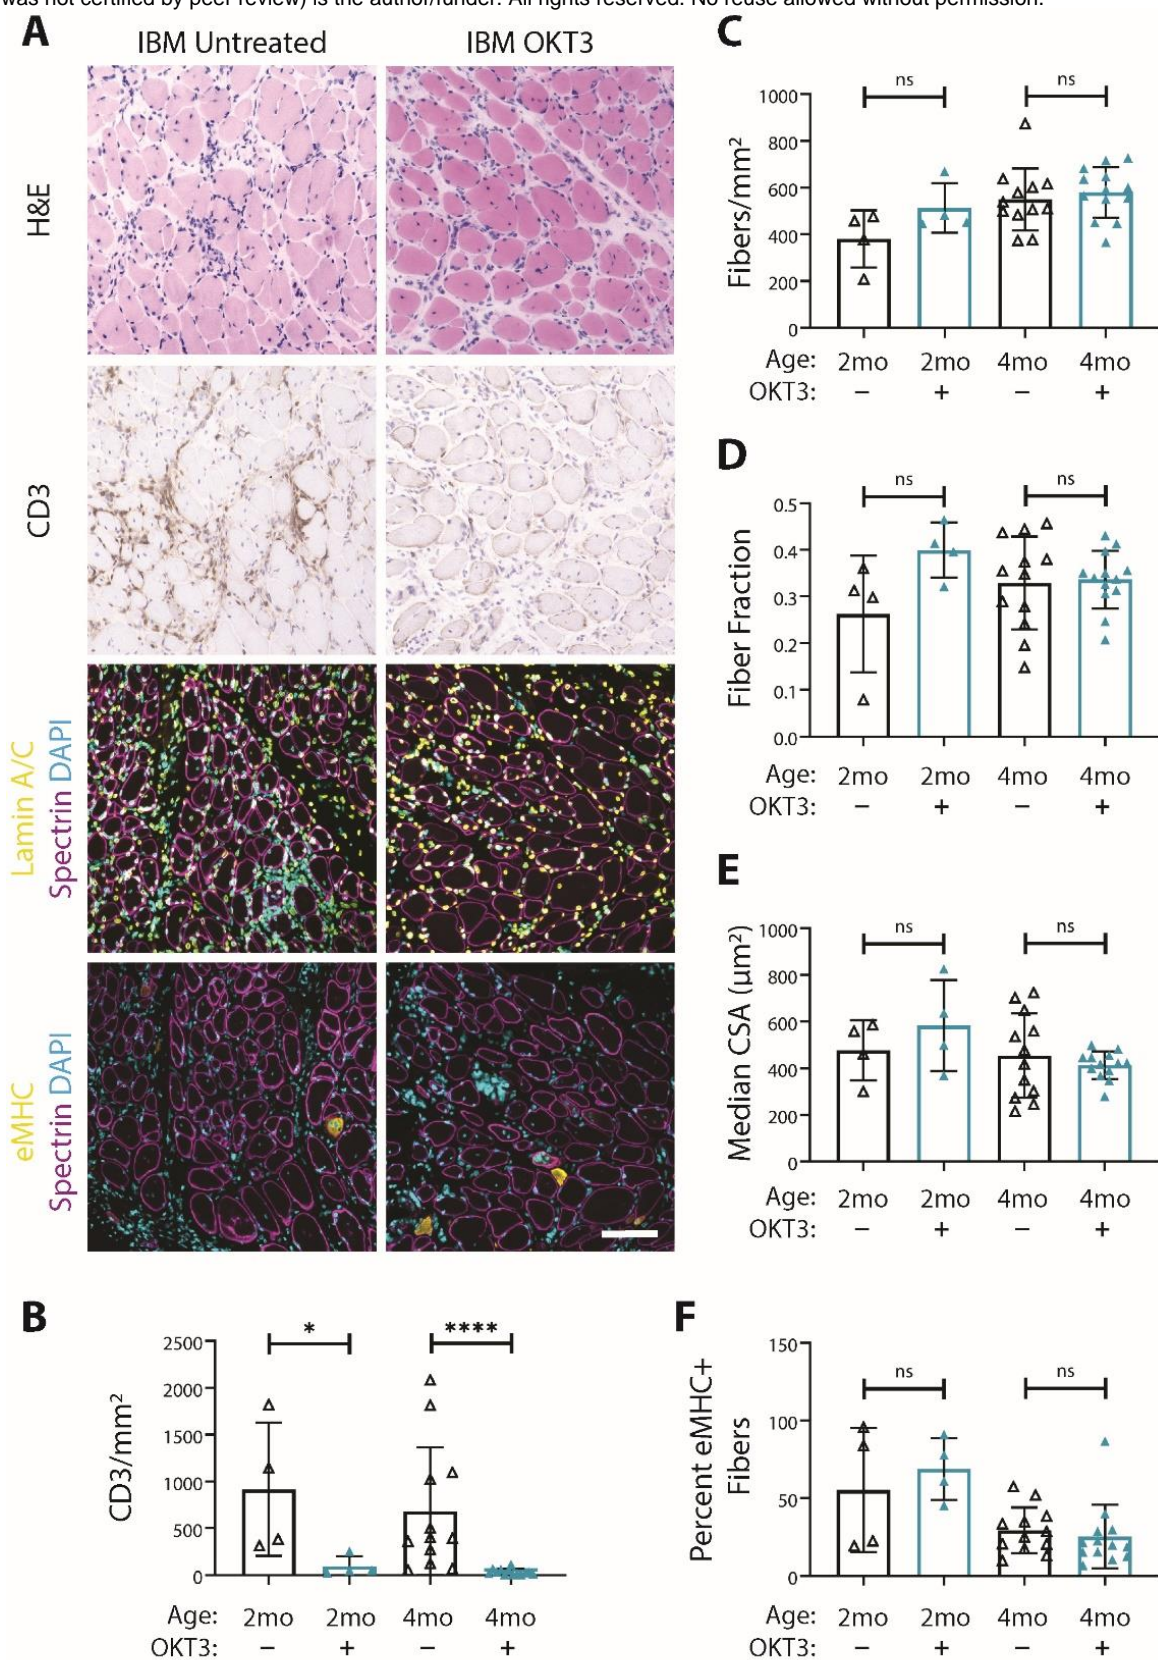 was not certified by peer review) is the author/funder. All rights reserved. No reuse allowed without permission.
A
IBM Untreated
IBM OKT3
H&E
CD3
Lamin A/C
Spectrin DAPI
eMHC
Spectrin DAPI
B
CD3/mm²
2500
2000
1500
1000
500
0
*
****
Age: 2mo 2mo 4mo 4mo
OKT3: − + − +
C
Fibers/mm²
1000
800
600
400
200
0
ns
ns
Age: 2mo 2mo 4mo 4mo
OKT3: − + − +
D
Fiber Fraction
0.5
0.4
0.3
0.2
0.1
0.0
ns
ns
Age: 2mo 2mo 4mo 4mo
OKT3: − + − +
E
Median CSA (µm²)
1000
800
600
400
200
0
ns
ns
Age: 2mo 2mo 4mo 4mo
OKT3: − + − +
F
Percent eMHC+
Fibers
150
100
50
0
ns
ns
Age: 2mo 2mo 4mo 4mo
OKT3: − + − +